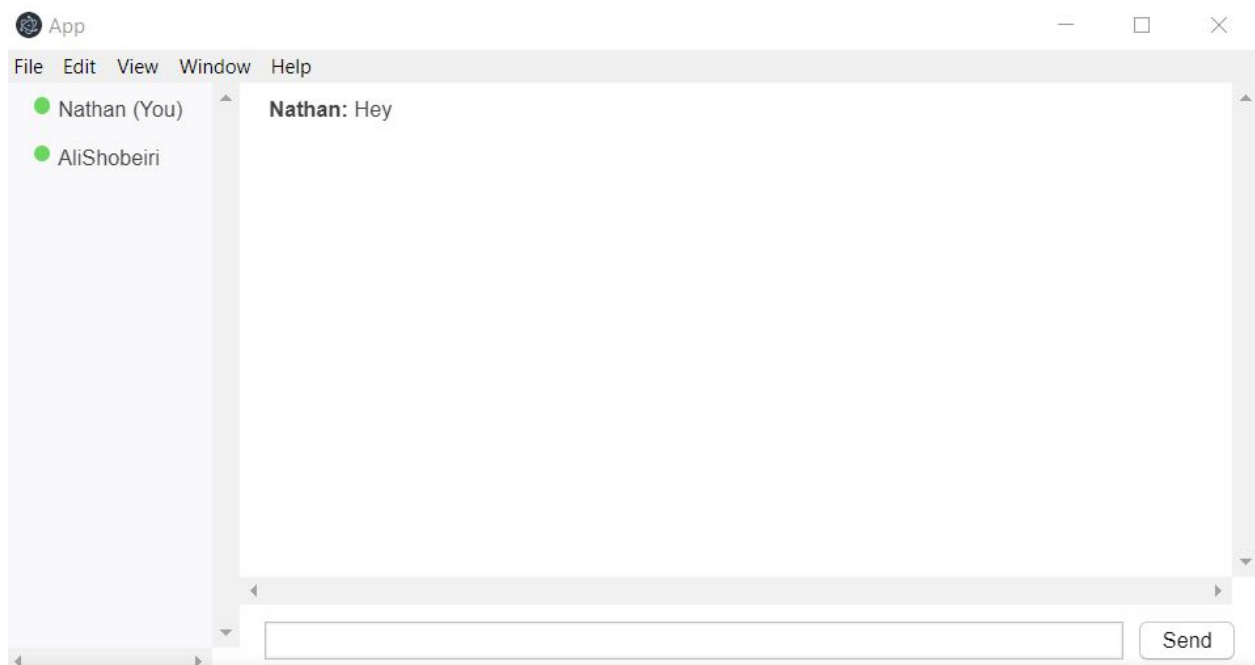 App
File Edit View Window Help
Nathan (You)
AliShobeiri
Nathan: Hey
Send